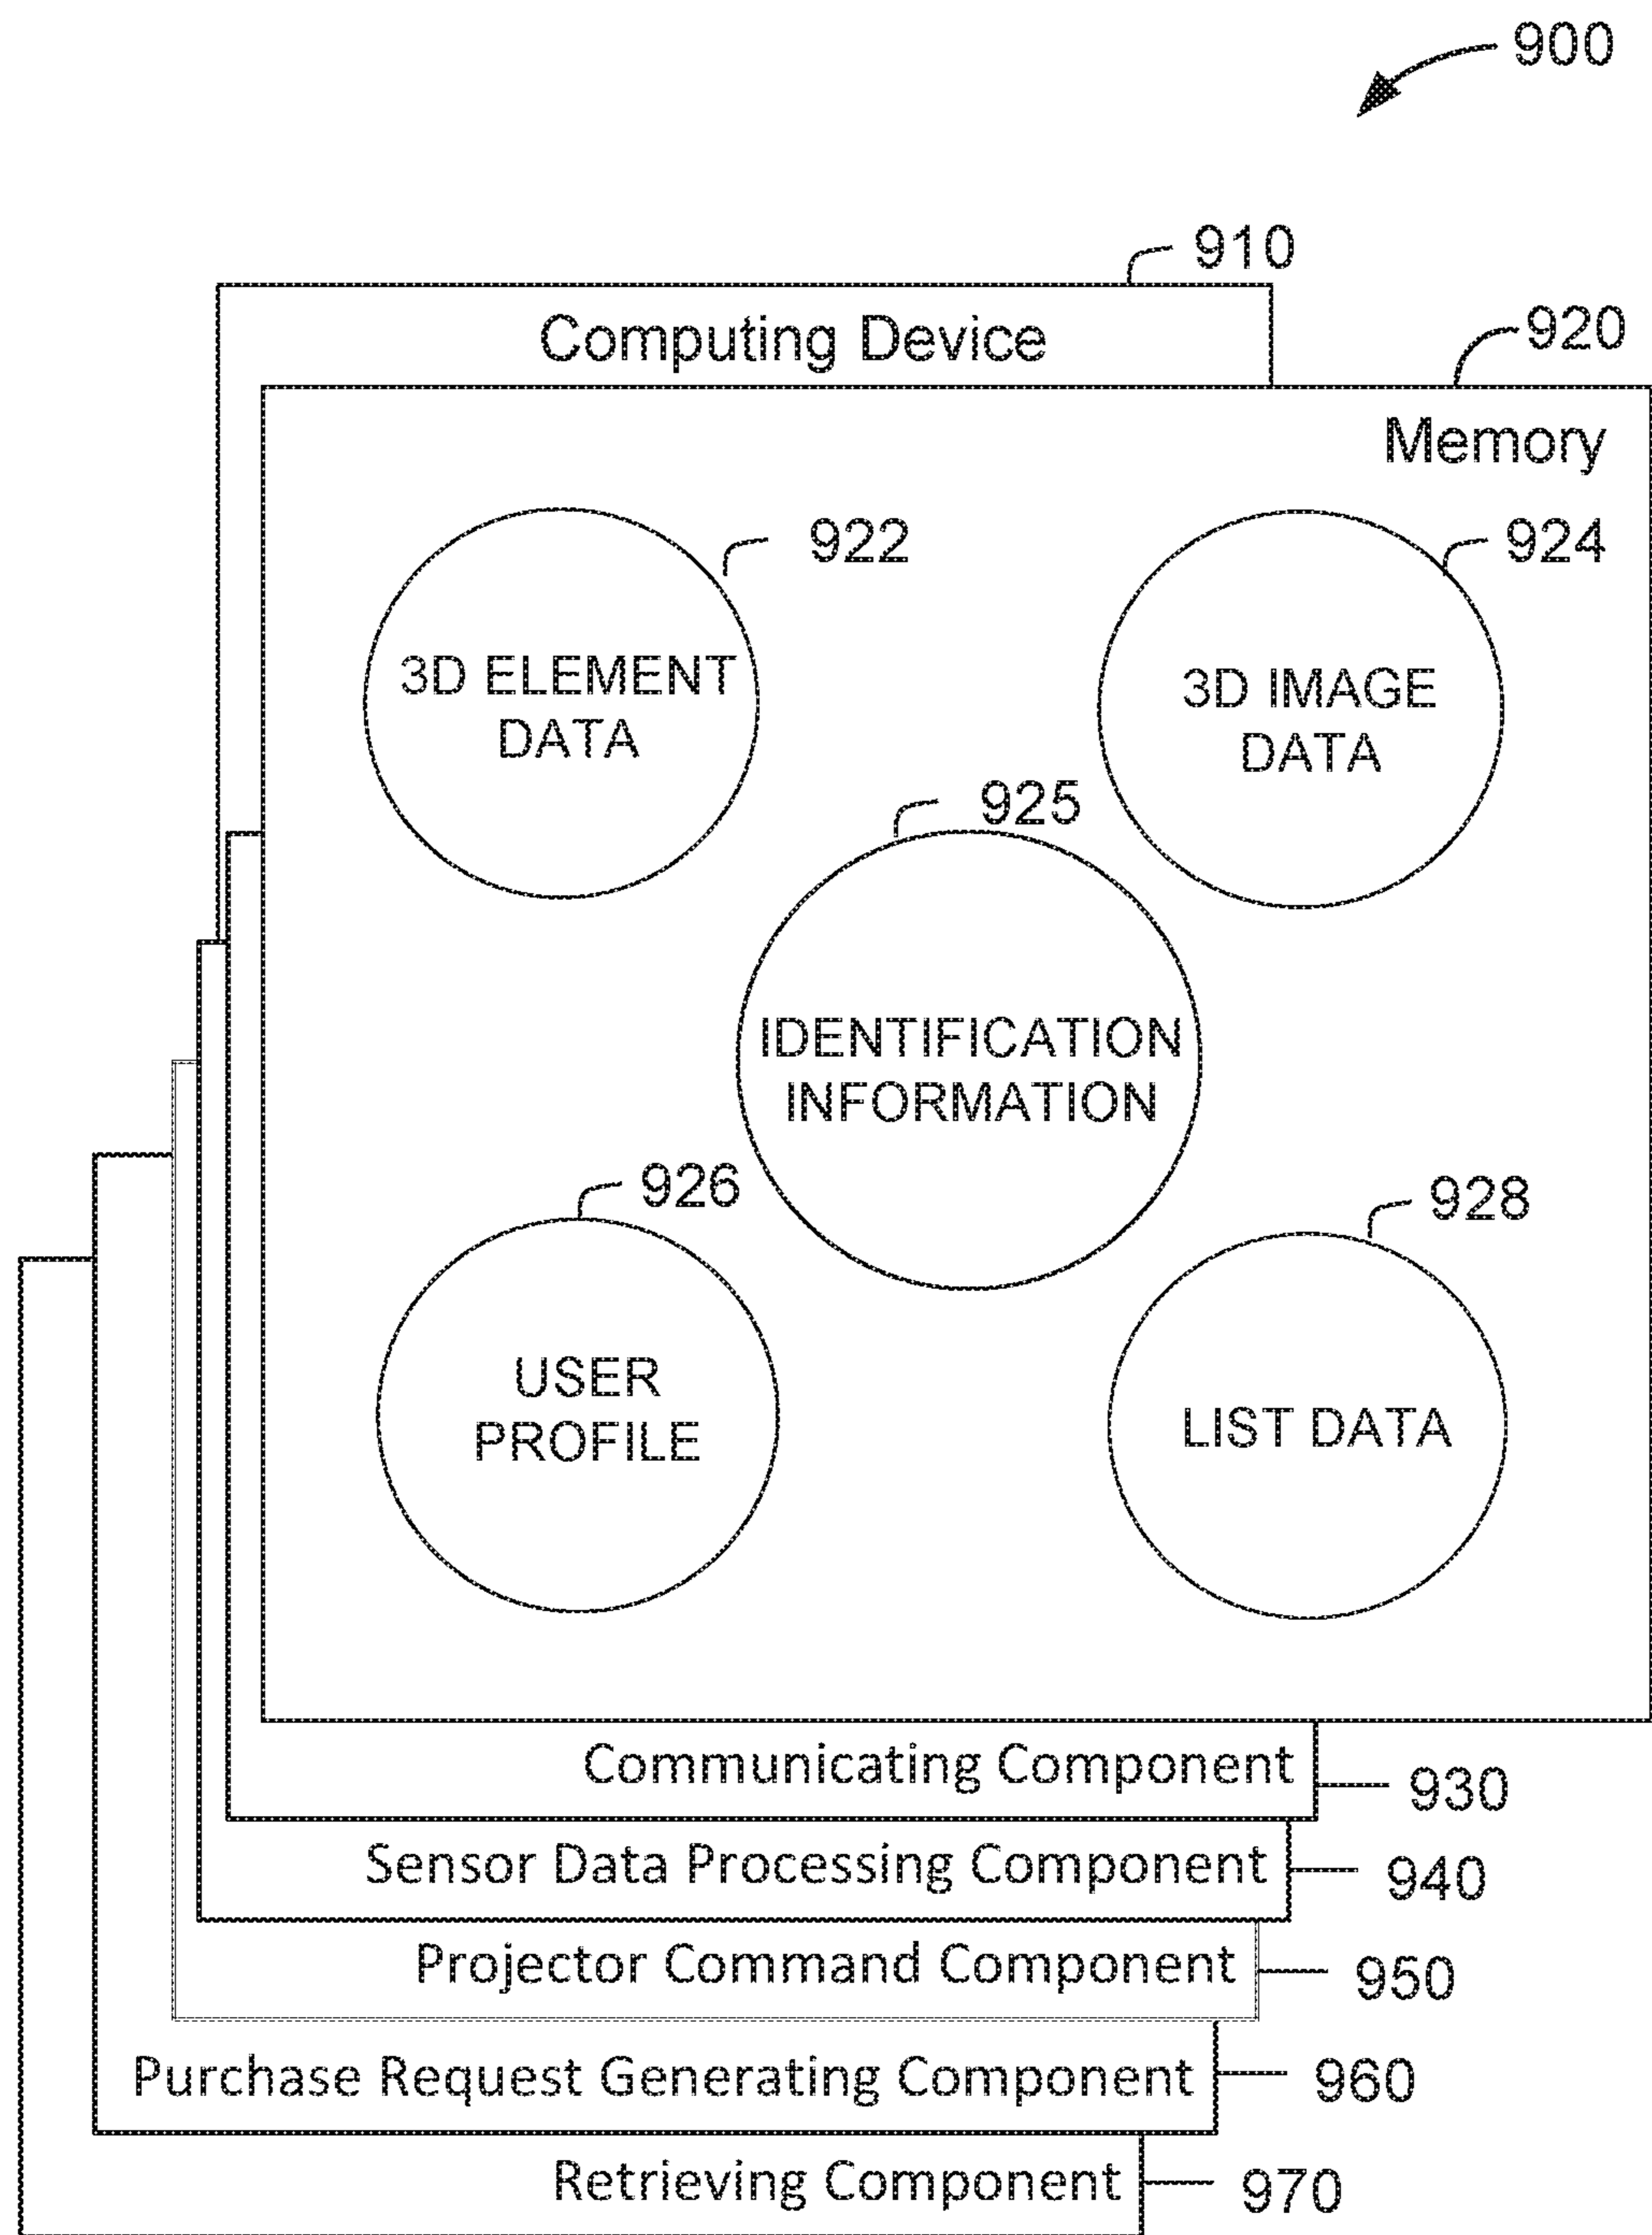 900
910
Computing Device
920
Memory
922
924
3D ELEMENT
DATA
3D IMAGE
DATA
925
IDENTIFICATION
INFORMATION
926
928
USER
PROFILE
LIST DATA
Communicating Component
930
Sensor Data Processing Component
940
Projector Command Component
950
Purchase Request Generating Component
960
Retrieving Component
970